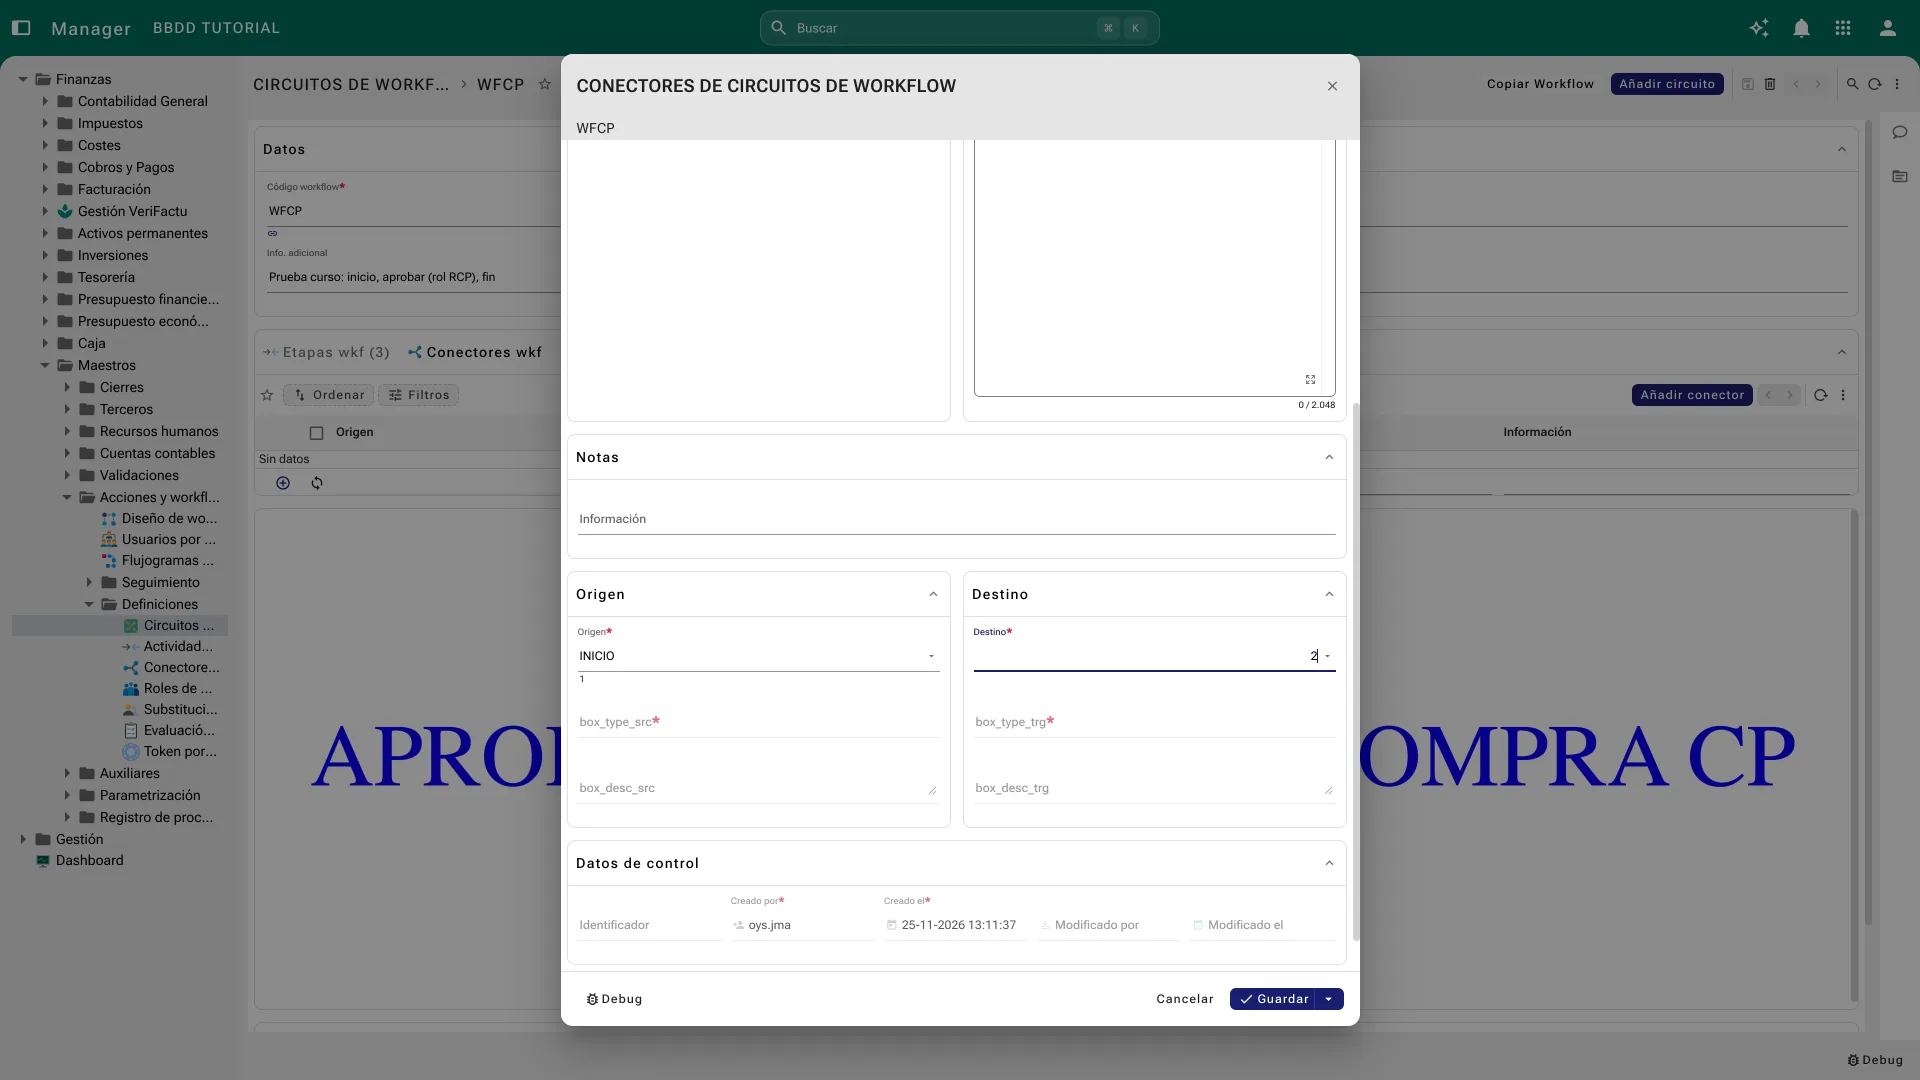 Manager
BBDD TUTORIAL
Buscar
⌘ K
Finanzas
Contabilidad General
Impuestos
Costes
Cobros y Pagos
Facturación
Gestión VeriFactu
Activos permanentes
Inversiones
Tesorería
Presupuesto financie...
Presupuesto econó...
Caja
Maestros
Cierres
Terceros
Recursos humanos
Cuentas contables
Validaciones
Acciones y workfl...
Diseño de wo...
Usuarios por ...
Flujogramas ...
Seguimiento
Definiciones
Circuitos ...
Actividad...
Conectore...
Roles de ...
Substituci...
Evaluació...
Token por...
Auxiliares
Parametrización
Registro de proc...
Gestión
Dashboard
CIRCUITOS DE WORKF... > WFCP
Copiar Workflow
Añadir circuito
Datos
Código workflow*
WFCP
Info. adicional
Prueba curso: inicio, aprobar (rol RCP), fin
Etapas wkf (3)
Conectores wkf
Ordenar
Filtros
Añadir conector
Origen
Información
Sin datos
APRO
OMPRA CP
CONECTORES DE CIRCUITOS DE WORKFLOW
WFCP
0 / 2.048
Notas
Información
Origen
Origen*
INICIO
1
box_type_src*
box_desc_src
Destino
Destino*
2
box_type_trg*
box_desc_trg
Datos de control
Identificador
Creado por*
oys.jma
Creado el*
25-11-2026 13:11:37
Modificado por
Modificado el
Debug
Cancelar
Guardar
Debug